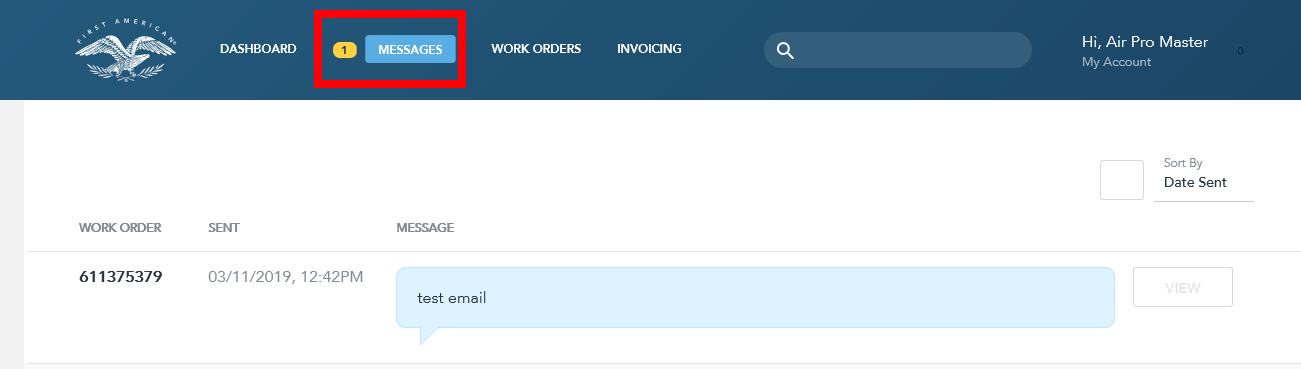 FIRST AMERICAN®
DASHBOARD
1
MESSAGES
WORK ORDERS
INVOICING
Hi, Air Pro Master
My Account
0
Sort By
Date Sent
WORK ORDER SENT MESSAGE
611375379 03/11/2019, 12:42PM
test email
VIEW